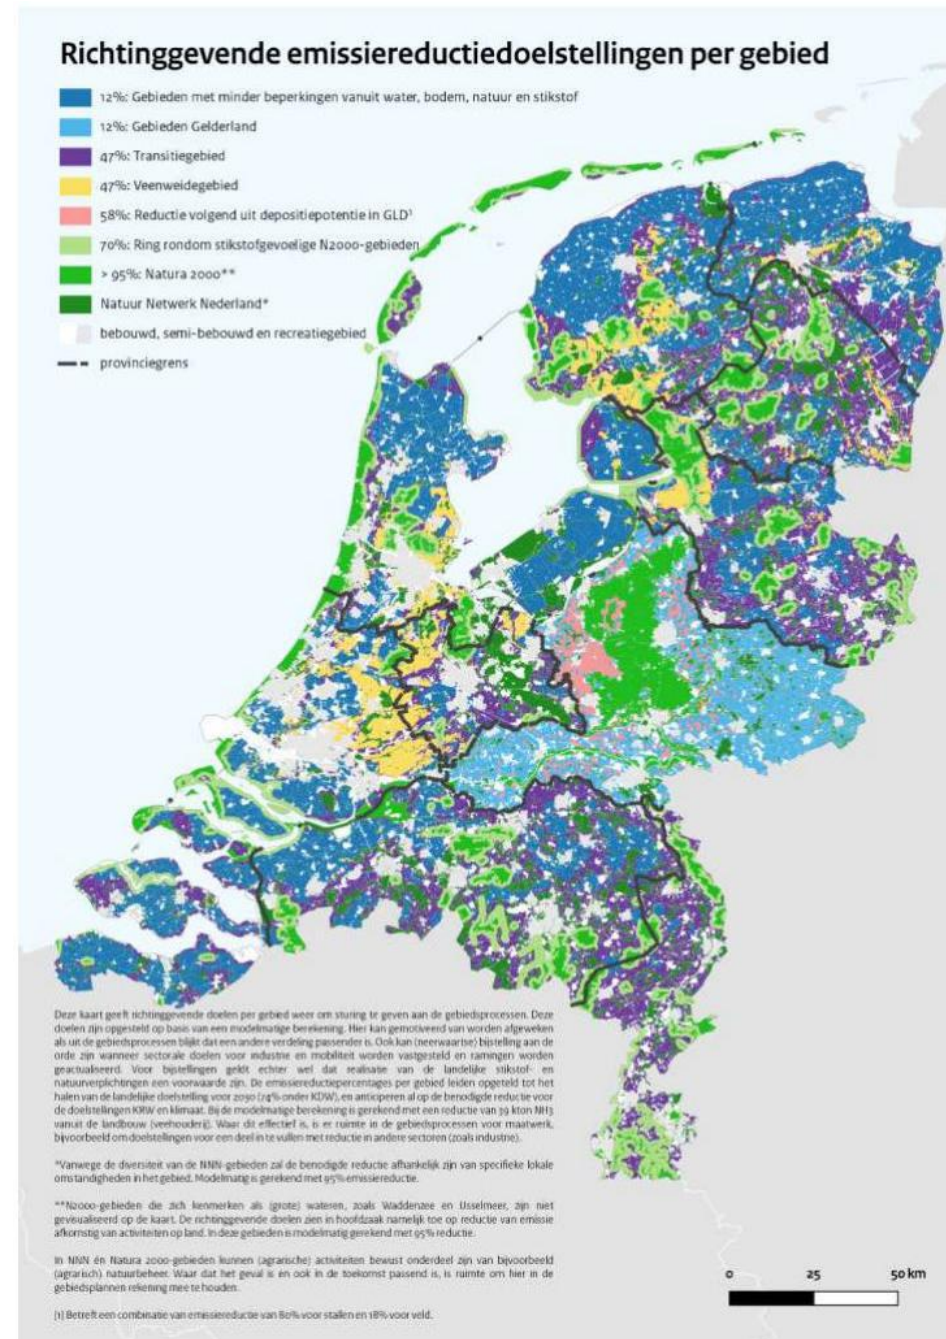 Richtinggevende emissiereductiedoelstellingen per gebied
12%: Gebieden met minder beperkingen vanuit water, bodem, natuur en stikstof
12%: Gebieden Gelderland
47%: Transitiegebied
47%: Veenweidegebied
58%: Reductie volgend uit depositiepotentie in GLD¹
70%: Ring rondom stikstofgevoelige N2000-gebieden
> 95%: Natura 2000**
Natuur Netwerk Nederland*
bebouwd, semi-bebouwd en recreatiegebied
provinciegrens
Deze kaart geeft richtinggevende doelen per gebied weer om sturing te geven aan de gebiedsprocessen. Deze
doelen zijn opgesteld op basis van een modelmatige berekening. Hier kan gemotiveerd van worden afgeweken
als uit de gebiedsprocessen blijkt dat een andere verdeling passender is. Ook kan (neerwaartse) bijstelling aan de
orde zijn wanneer sectorale doelen voor industrie en mobiliteit worden vastgesteld en ramingen worden
geactualiseerd. Voor bijstellingen geldt echter wel dat realisatie van de landelijke stikstof- en
natuurverplichtingen een voorwaarde zijn. De emissiereductiepercentages per gebied leiden opgeteld tot het
halen van de landelijke doelstelling voor 2030 (74% onder KDW), en anticiperen al op de benodigde reductie voor
de doelstellingen KRW en klimaat. Bij de modelmatige berekening is gerekend met een reductie van 39 kton NH3
vanuit de landbouw (veehouderij). Waar dit effectief is, is er ruimte in de gebiedsprocessen voor maatwerk,
bijvoorbeeld om doelstellingen voor een deel in te vullen met reductie in andere sectoren (zoals industrie).
*Vanwege de diversiteit van de NNN-gebieden zal de benodigde reductie afhankelijk zijn van specifieke lokale
omstandigheden in het gebied. Modelmatig is gerekend met 95% emissiereductie.
**N2000-gebieden die zich kenmerken als (grote) wateren, zoals Waddenzee en IJsselmeer, zijn niet
gevisualiseerd op de kaart. De richtinggevende doelen zien in hoofdzaak namelijk toe op reductie van emissie
afkomstig van activiteiten op land. In deze gebieden is modelmatig gerekend met 95% reductie.
In NNN én Natura 2000-gebieden kunnen (agrarische) activiteiten bewust onderdeel zijn van bijvoorbeeld
(agrarisch) natuurbeheer. Waar dat het geval is en ook in de toekomst passend is, is ruimte om hier in de
gebiedsplannen rekening mee te houden.
[1] Betreft een combinatie van emissiereductie van 80% voor stallen en 18% voor veld.
0 25 50 km